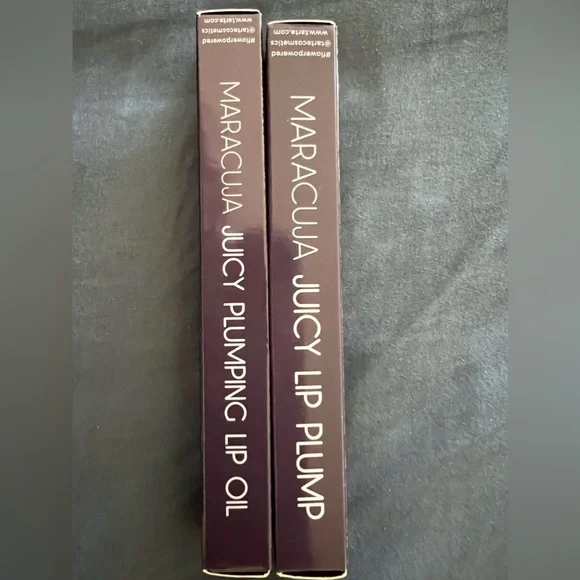 MARACUJA JUICY PLUMPING LIP OIL
#flowerpowered
@tartecosmetics
www.tarte.com
MARACUJA JUICY LIP PLUMP
#flowerpowered
@tartecosmetics
www.tarte.com